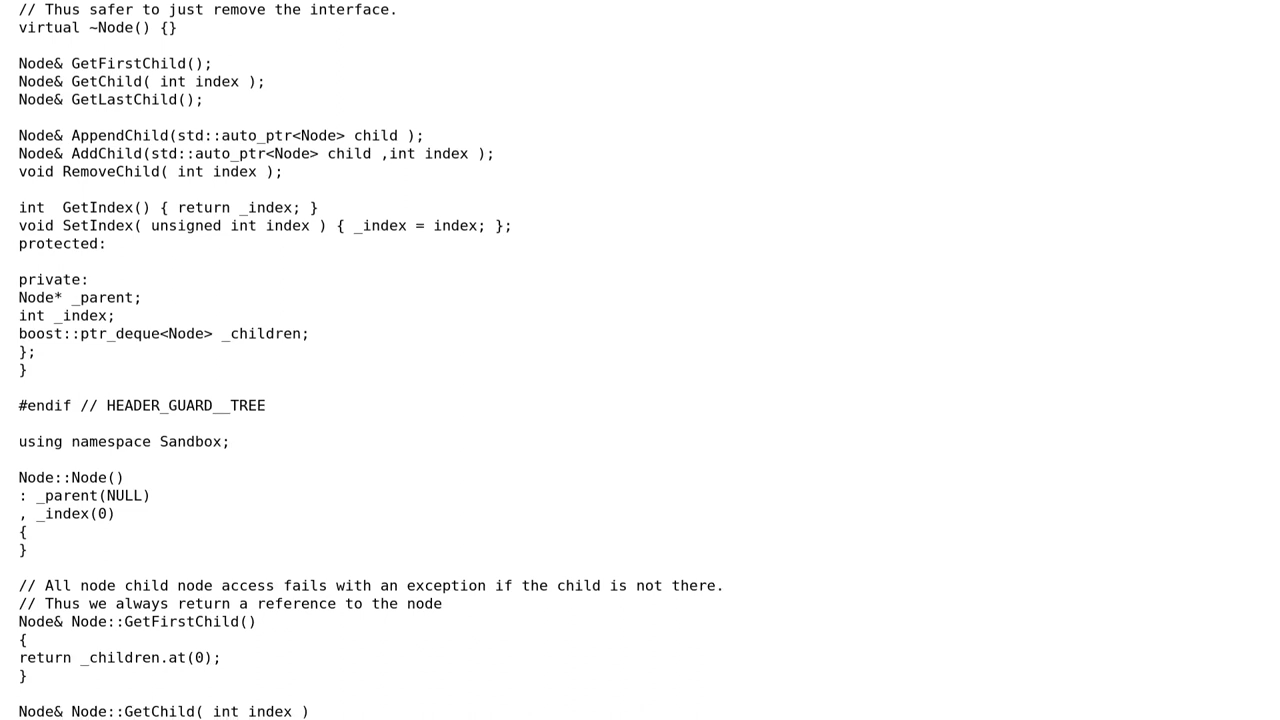 // Thus safer to just remove the interface.
virtual ~Node() {}

Node& GetFirstChild();
Node& GetChild( int index );
Node& GetLastChild();

Node& AppendChild(std::auto_ptr<Node> child );
Node& AddChild(std::auto_ptr<Node> child ,int index );
void RemoveChild( int index );

int  GetIndex() { return _index; }
void SetIndex( unsigned int index ) { _index = index; };
protected:

private:
Node* _parent;
int _index;
boost::ptr_deque<Node> _children;
};
}

#endif // HEADER_GUARD__TREE

using namespace Sandbox;

Node::Node()
: _parent(NULL)
, _index(0)
{
}

// All node child node access fails with an exception if the child is not there.
// Thus we always return a reference to the node
Node& Node::GetFirstChild()
{
return _children.at(0);
}

Node& Node::GetChild( int index )